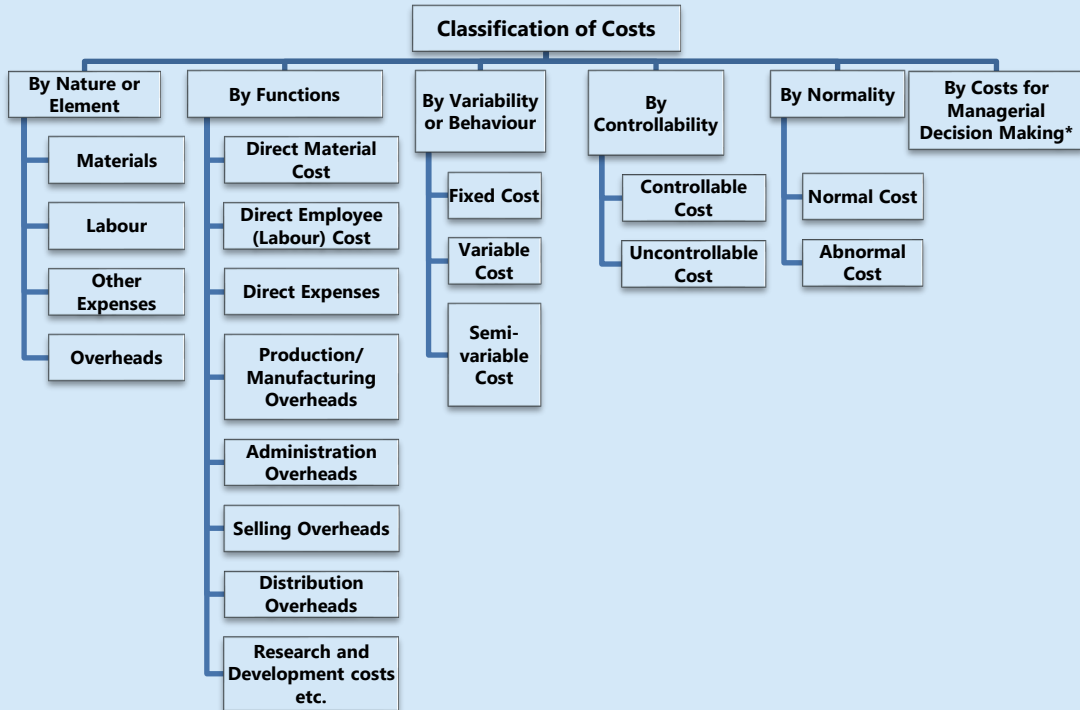 Classification of Costs
By Nature or
Element
Materials
Labour
Other
Expenses
Overheads
By Functions
Direct Material
Cost
Direct Employee
(Labour) Cost
Direct Expenses
Production/
Manufacturing
Overheads
Administration
Overheads
Selling Overheads
Distribution
Overheads
Research and
Development costs
etc.
By Variability
or Behaviour
Fixed Cost
Variable
Cost
Semi-
variable
Cost
By
Controllability
Controllable
Cost
Uncontrollable
Cost
By Normality
Normal Cost
Abnormal
Cost
By Costs for
Managerial
Decision Making*